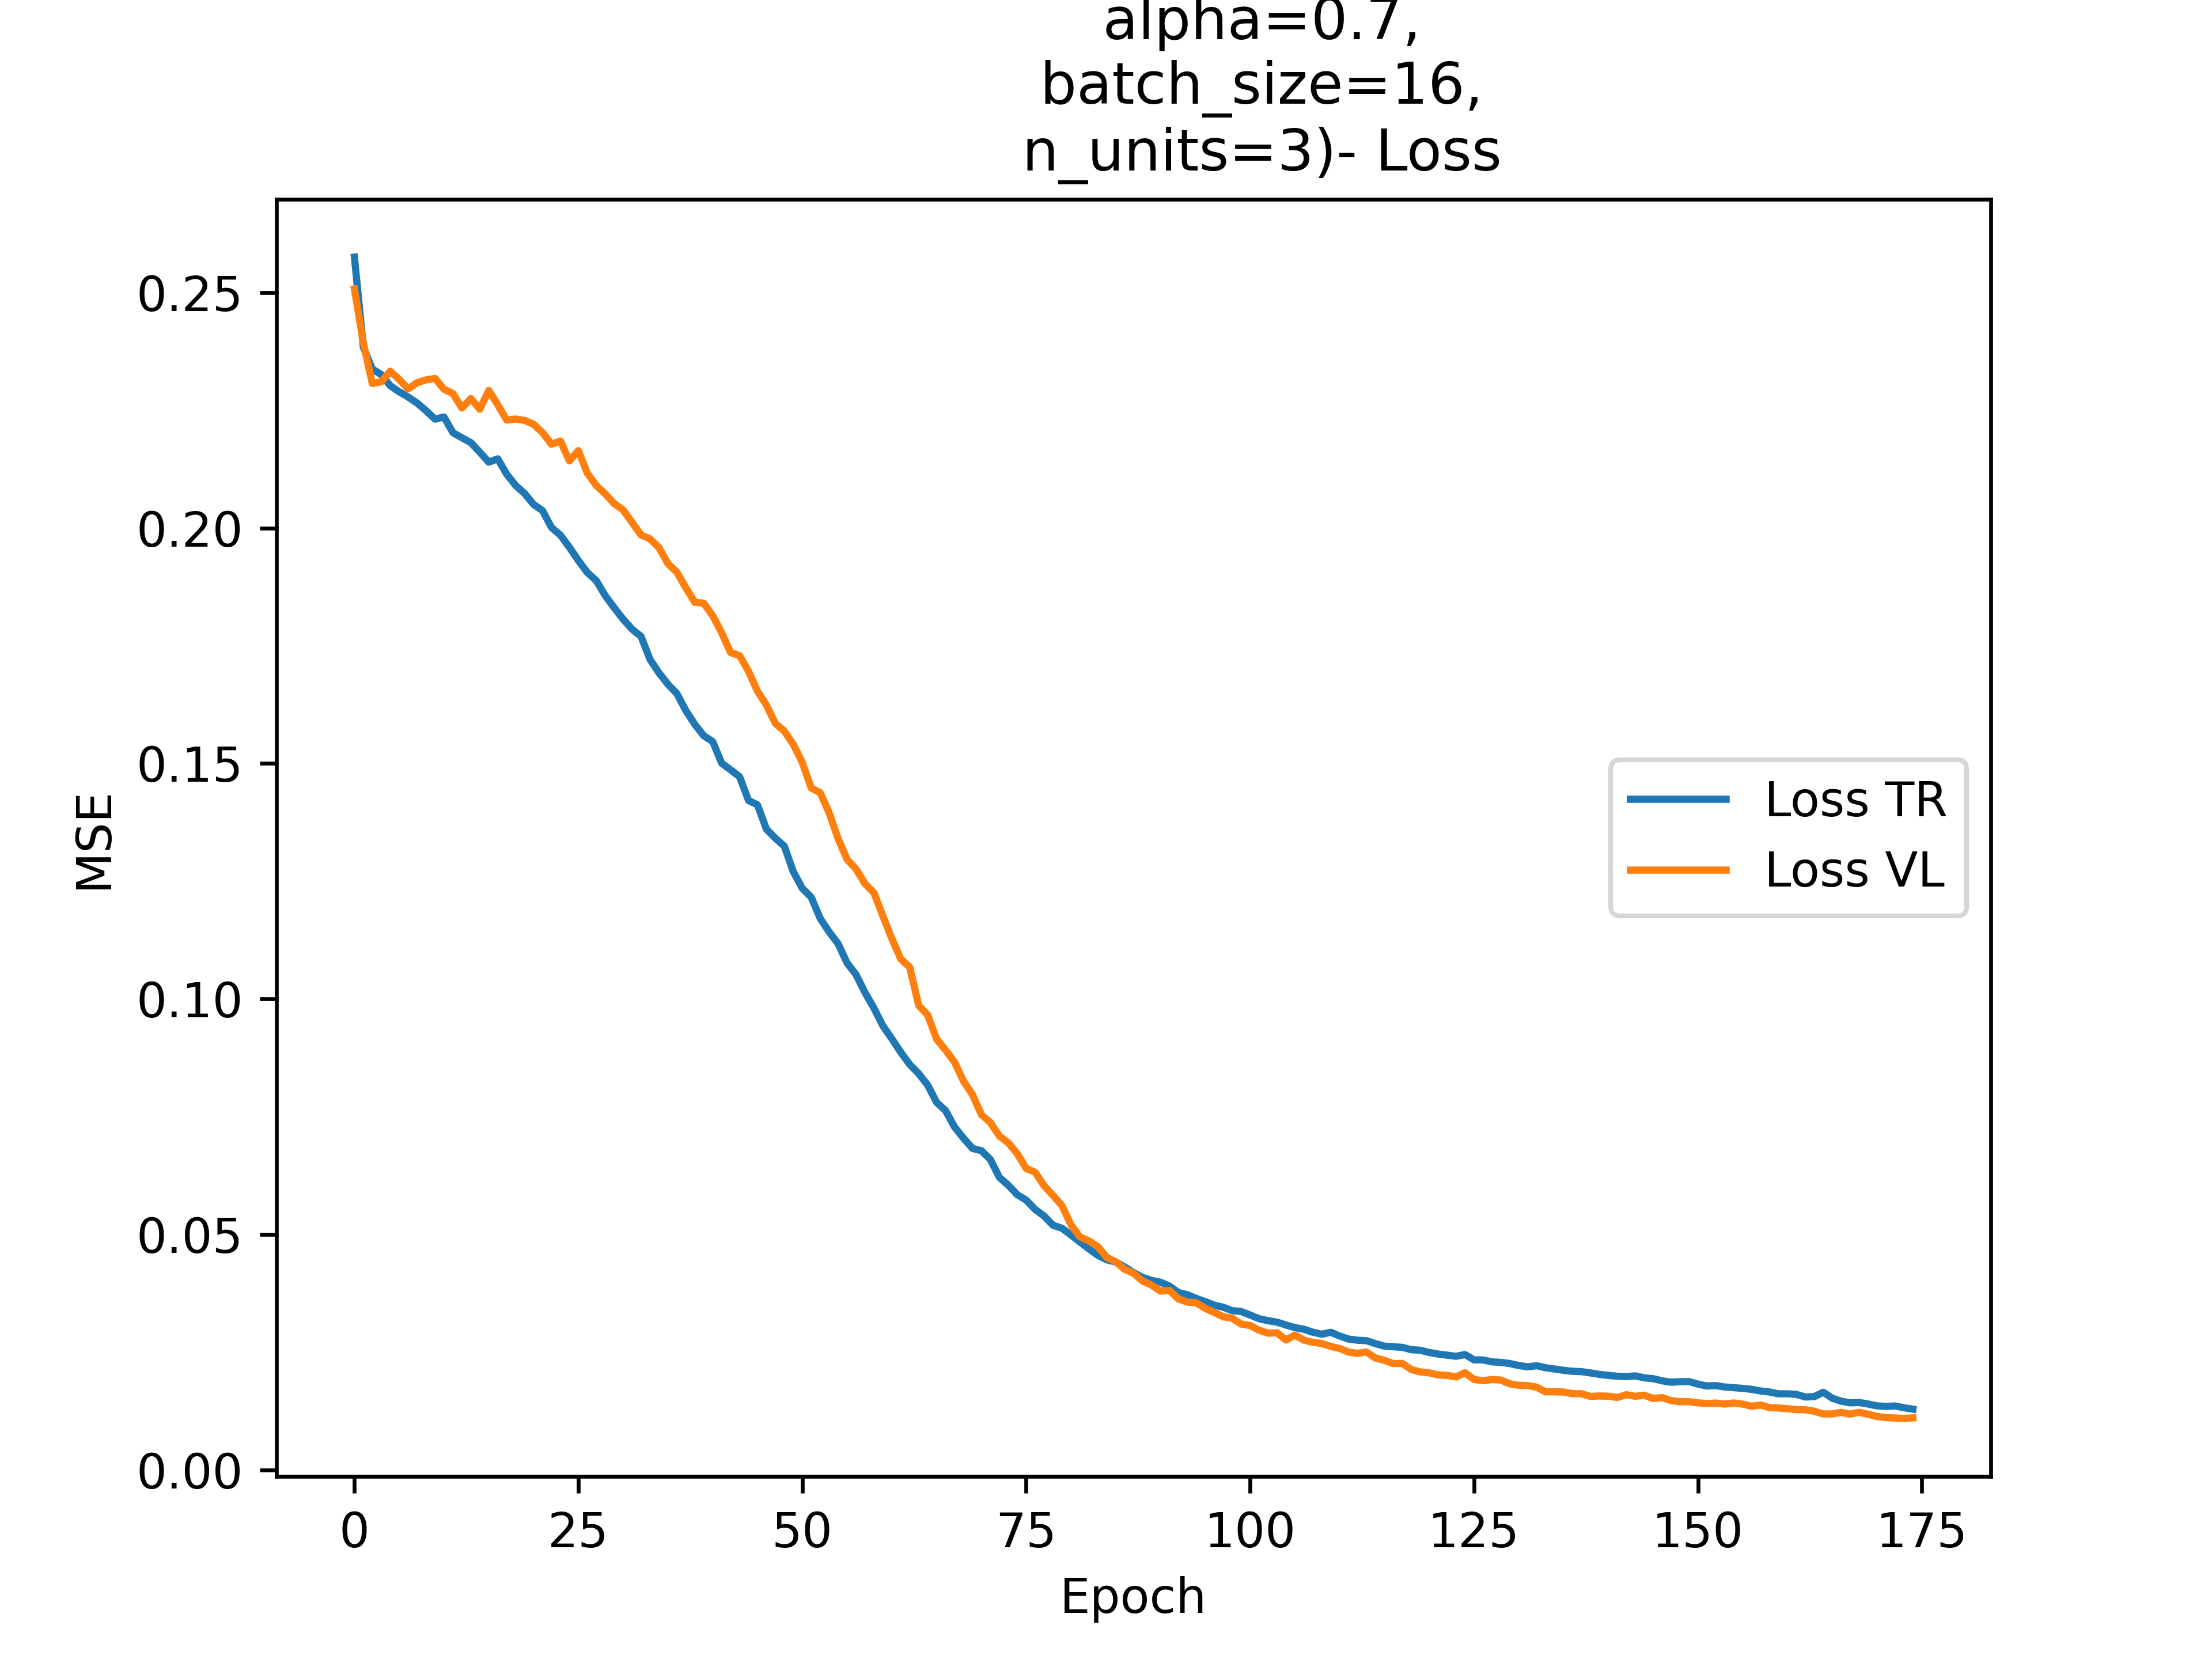 alpha=0.7,
batch_size=16,
n_units=3)- Loss
0.25
0.20
0.15
0.10
0.05
0.00
MSE
Loss TR
Loss VL
0 25 50 75 100 125 150 175
Epoch